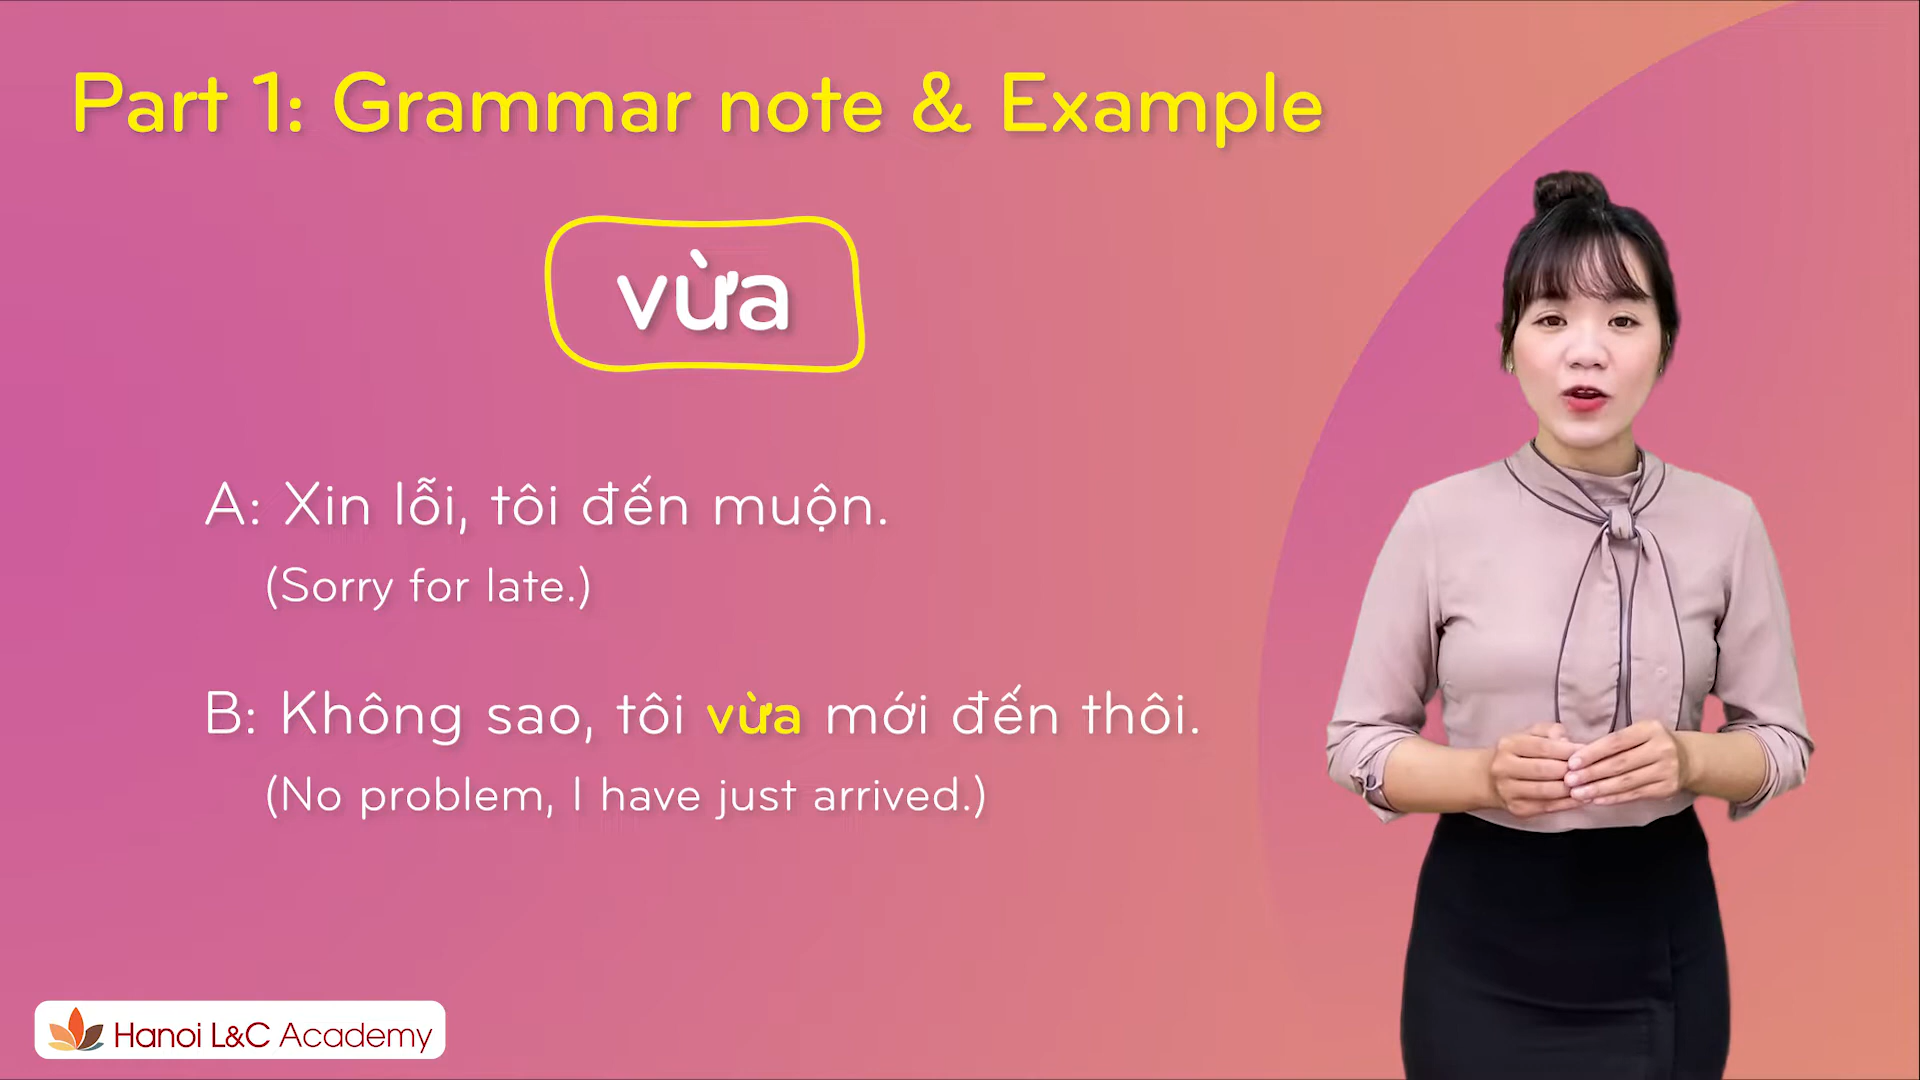 Part 1: Grammar note & Example
vừa
A: Xin lỗi, tôi đến muộn.
(Sorry for late.)
B: Không sao, tôi vừa mới đến thôi.
(No problem, I have just arrived.)
Hanoi L&C Academy